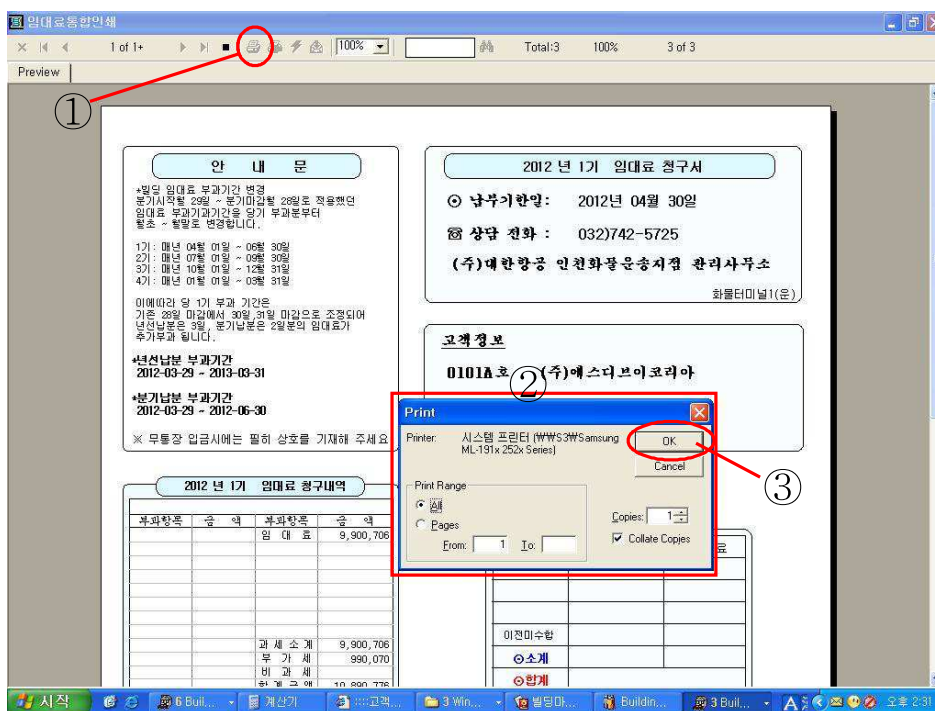 임대료통합인쇄
1 of 1+ 100% Total:3 100% 3 of 3
Preview
①
안 내 문
*빌딩 임대료 부과기간 변경
분기시작월 29일 ~ 분기마감월 28일로 적용했던
임대료 부과기과기간을 당기 부과분부터
월초 ~ 월말로 변경합니다.
1기: 매년 04월 01일 ~ 06월 30일
2기: 매년 07월 01일 ~ 09월 30일
3기: 매년 10월 01일 ~ 12월 31일
4기: 매년 01월 01일 ~ 03월 31일
이에따라 당 1기 부과 기간은
기존 28일 마감에서 30일,31일 마감으로 조정되어
년선납분은 3일, 분기납분은 2일분의 임대료가
추가부과 됩니다.
*년선납분 부과기간
2012-03-29 ~ 2013-03-31
*분기납분 부과기간
2012-03-29 ~ 2012-06-30
※ 무통장 입금시에는 필히 상호를 기재해 주세요
2012 년 1기 임대료 청구서
⊙ 납부기한일: 2012년 04월 30일
☎ 상담 전화 : 032)742-5725
(주)대한항공 인천화물운송지점 관리사무소
화물터미널1(운)
고객정보
0101A호 (주)에스디브이코리아
②
Print
Printer: 시스템 프린터 (₩₩S3₩Samsung
ML-191x 252x Series)
OK
Cancel
Print Range
All
Pages
From: 1 To:
Copies: 1
Collate Copies
③
2012 년 1기 임대료 청구내역
부과항목 금 액 부과항목 금 액
임 대 료 9,900,706
과 세 소 계 9,900,706
부 가 세 990,070
비 과 세
합 계 금 액 10,890,776
료
이전미수합
⊙소계
⊙합계
시작 6 Buil... 계산기 ::::고객... 3 Win... 빌딩마... Buildin... 3 Buil... A 오후 2:31